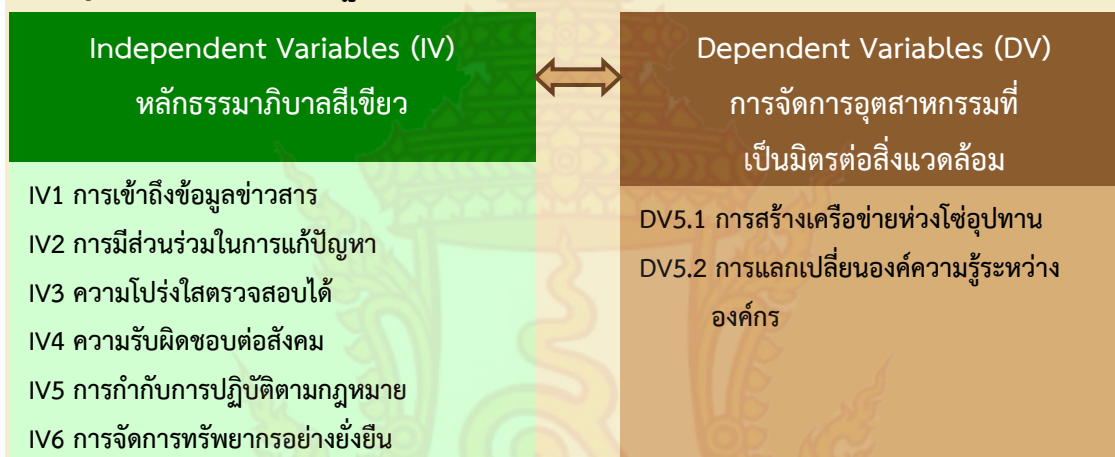 Independent Variables (IV)
หลักธรรมาภิบาลสีเขียว
IV1 การเข้าถึงข้อมูลข่าวสาร
IV2 การมีส่วนร่วมในการแก้ปัญหา
IV3 ความโปร่งใสตรวจสอบได้
IV4 ความรับผิดชอบต่อสังคม
IV5 การกำกับการปฏิบัติตามกฎหมาย
IV6 การจัดการทรัพยากรอย่างยั่งยืน
Dependent Variables (DV)
การจัดการอุตสาหกรรมที่
เป็นมิตรต่อสิ่งแวดล้อม
DV5.1 การสร้างเครือข่ายห่วงโซ่อุปทาน
DV5.2 การแลกเปลี่ยนองค์ความรู้ระหว่าง
องค์กร